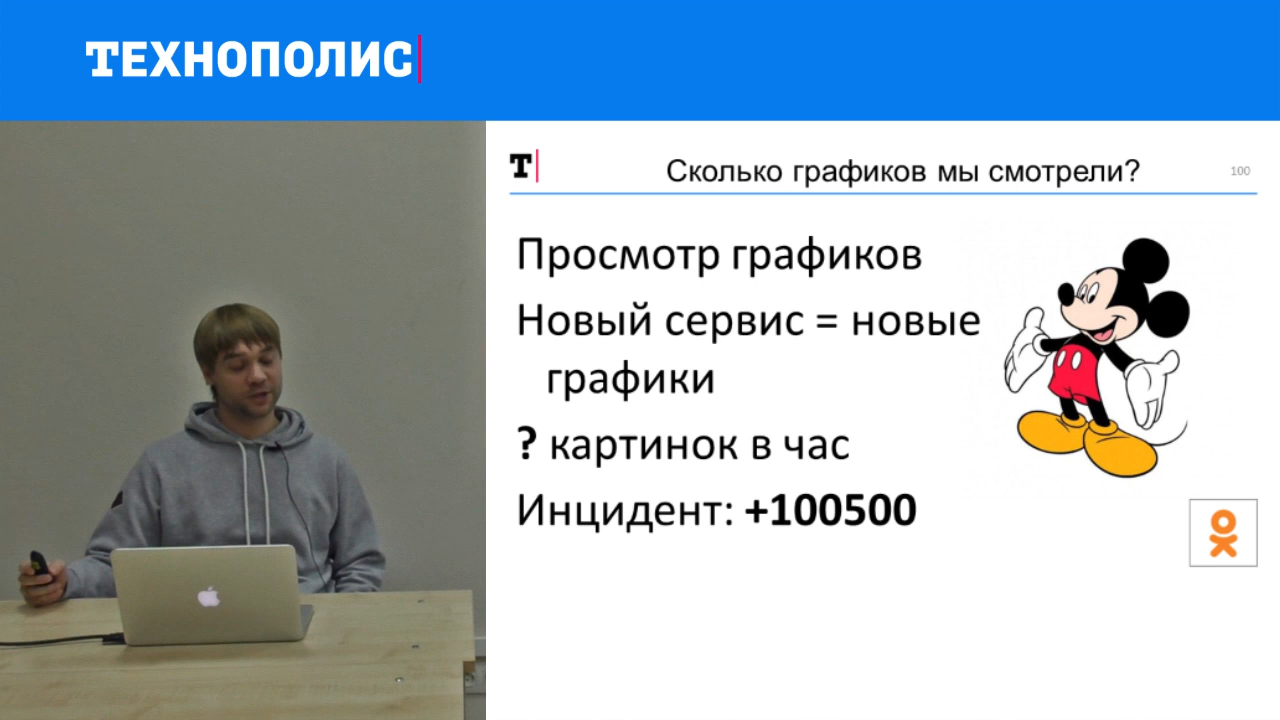 ТЕХНОПОЛИС
Т
Сколько графиков мы смотрели?
100
Просмотр графиков
Новый сервис = новые
графики
? картинок в час
Инцидент: +100500